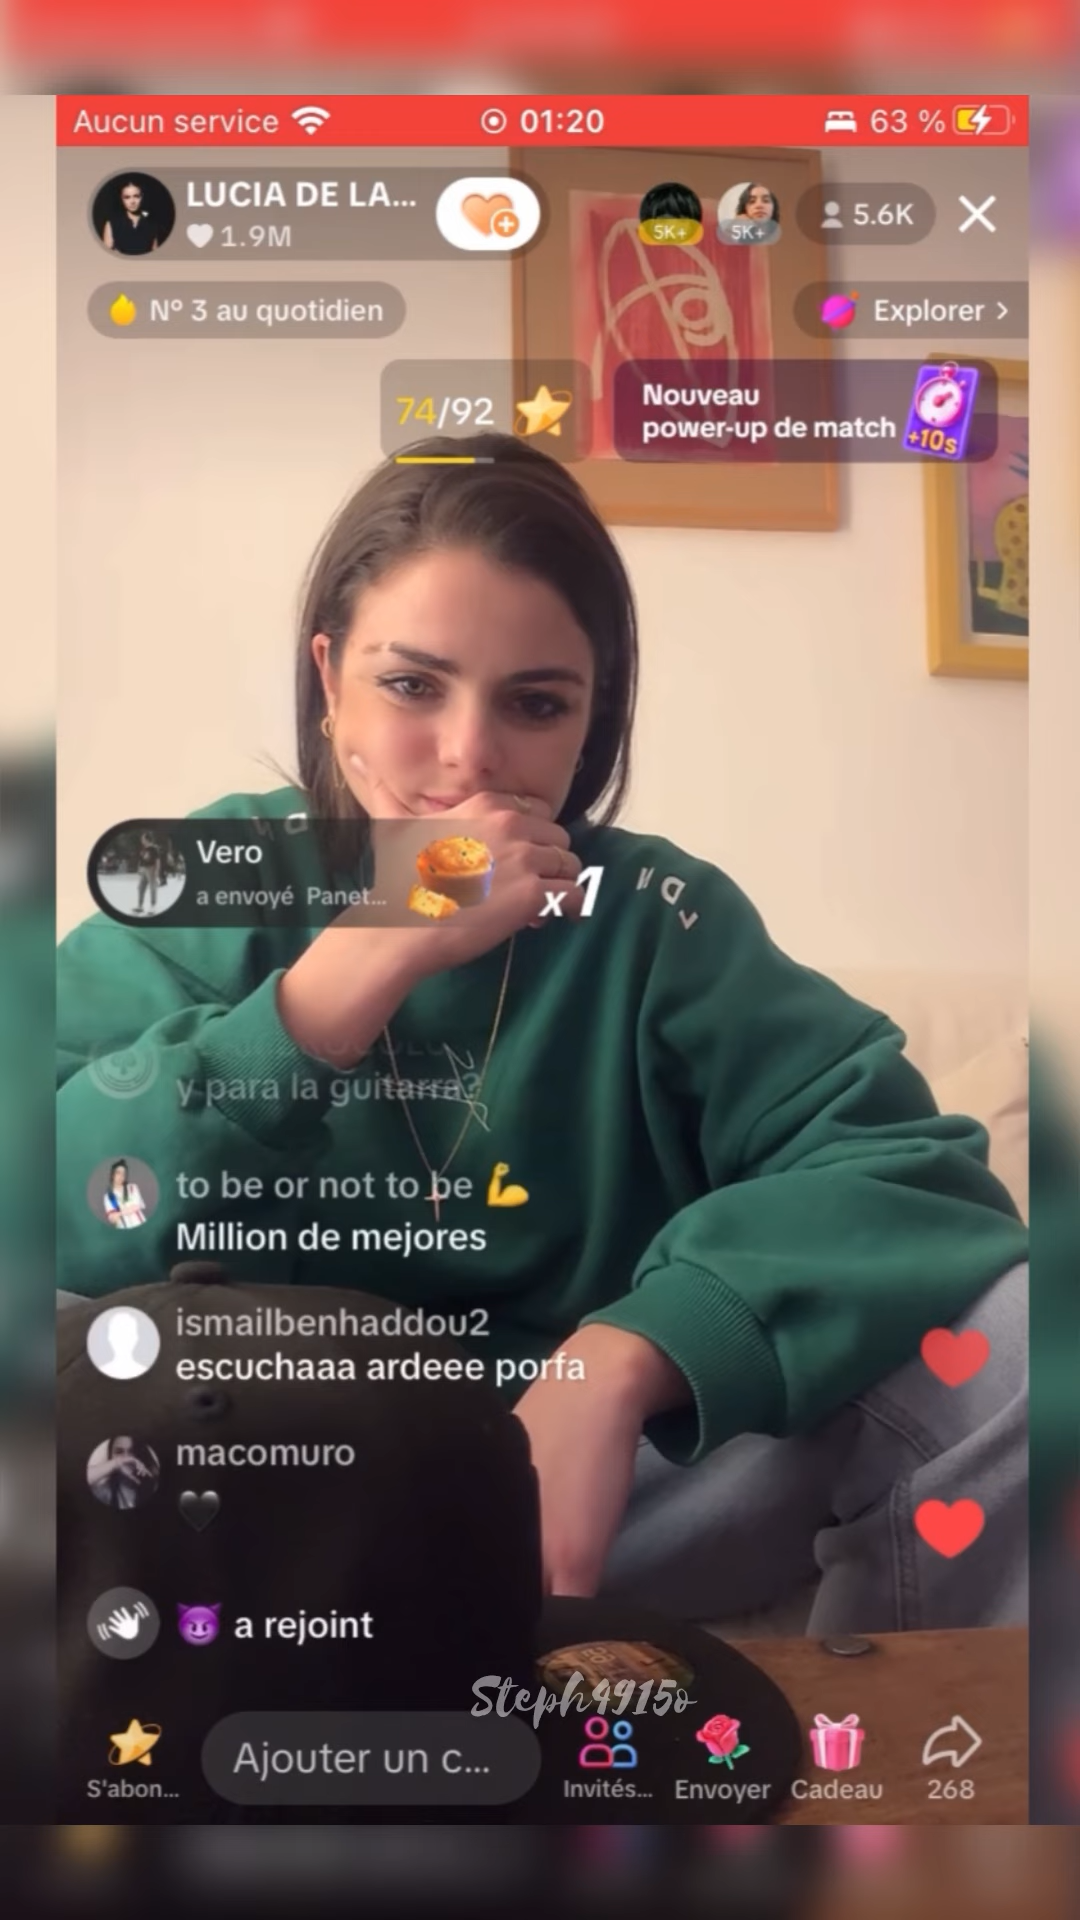 Aucun service
01:20
63 %
LUCIA DE LA...
1.9M
5K+
5K+
5.6K
Nº 3 au quotidien
Explorer >
74/92
Nouveau
power-up de match
+10s
Vero
a envoyé Panet...
x1
y para la guitarra?
to be or not to be 💪
Million de mejores
ismailbenhaddou2
escuchaaa ardeee porfa
macomuro
🖤
😈 a rejoint
Steph49150
S'abon...
Ajouter un c...
Invités...
Envoyer
Cadeau
268